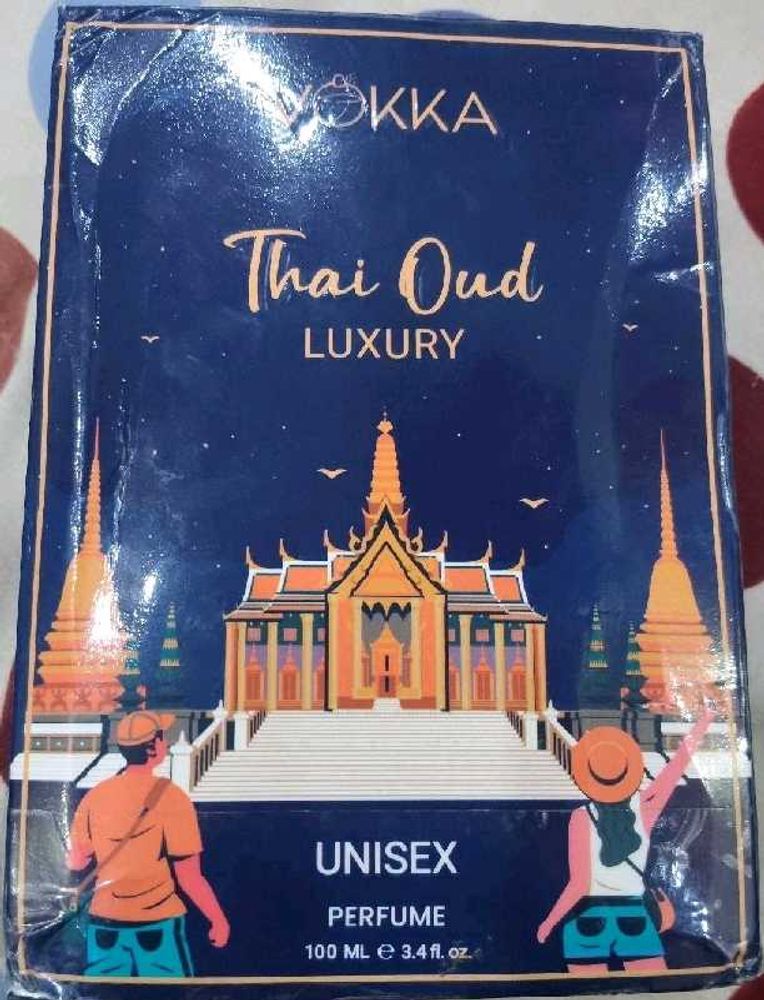 VOKKA
Thai Oud
LUXURY
UNISEX
PERFUME
100 ML ℮ 3.4 fl. oz.